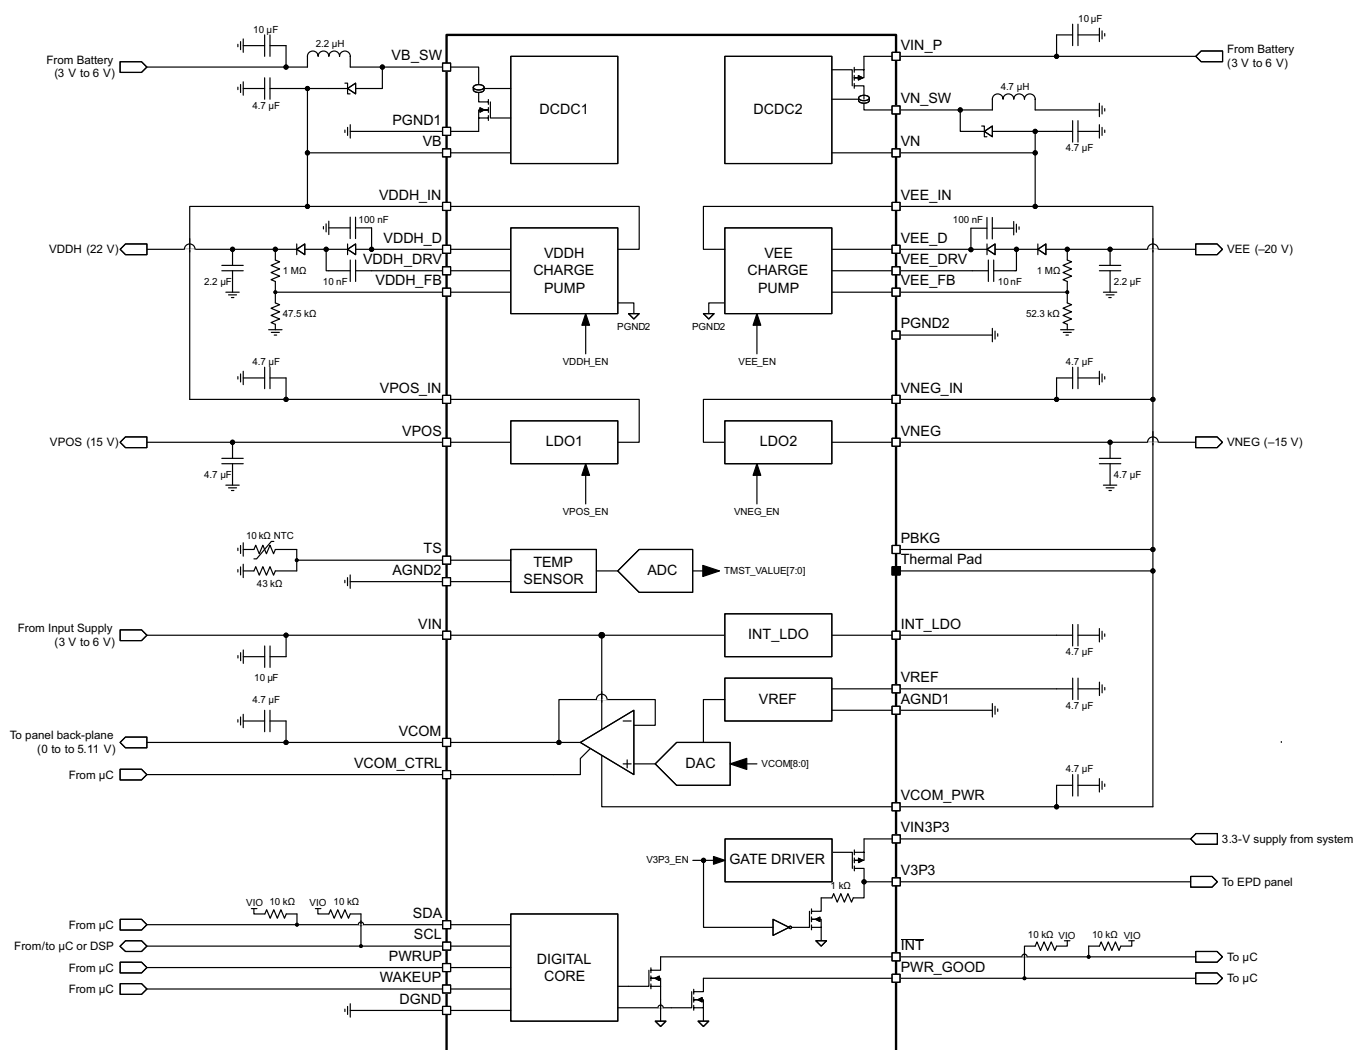 10 µF
2.2 µH
From Battery
(3 V to 6 V)
VB_SW
4.7 µF
PGND1
VB
DCDC1
DCDC2
VIN_P
10 µF
From Battery
(3 V to 6 V)
VN_SW
4.7 µH
VN
4.7 µF
VDDH_IN
VEE_IN
100 nF
VDDH (22 V)
VDDH_D
VDDH_DRV
VDDH_FB
1 MΩ
2.2 µF
10 nF
47.5 kΩ
VDDH
CHARGE
PUMP
PGND2
VDDH_EN
VEE
CHARGE
PUMP
PGND2
VEE_EN
100 nF
VEE_D
VEE_DRV
VEE_FB
10 nF
1 MΩ
2.2 µF
52.3 kΩ
VEE (–20 V)
PGND2
4.7 µF
VPOS_IN
VNEG_IN
4.7 µF
VPOS (15 V)
VPOS
4.7 µF
LDO1
VPOS_EN
LDO2
VNEG_EN
VNEG
4.7 µF
VNEG (–15 V)
10 kΩ NTC
43 kΩ
TS
AGND2
TEMP
SENSOR
ADC
TMST_VALUE[7:0]
PBKG
Thermal Pad
From Input Supply
(3 V to 6 V)
VIN
10 µF
INT_LDO
INT_LDO
4.7 µF
VREF
VREF
AGND1
4.7 µF
4.7 µF
To panel back-plane
(0 to to 5.11 V)
VCOM
From µC
VCOM_CTRL
–
+
DAC
VCOM[8:0]
4.7 µF
VCOM_PWR
VIN3P3
3.3-V supply from system
V3P3_EN
GATE DRIVER
1 kΩ
V3P3
To EPD panel
VIO
10 kΩ
VIO
10 kΩ
From µC
SDA
From/to µC or DSP
SCL
From µC
PWRUP
From µC
WAKEUP
DGND
DIGITAL
CORE
INT
PWR_GOOD
10 kΩ
VIO
10 kΩ
VIO
To µC
To µC